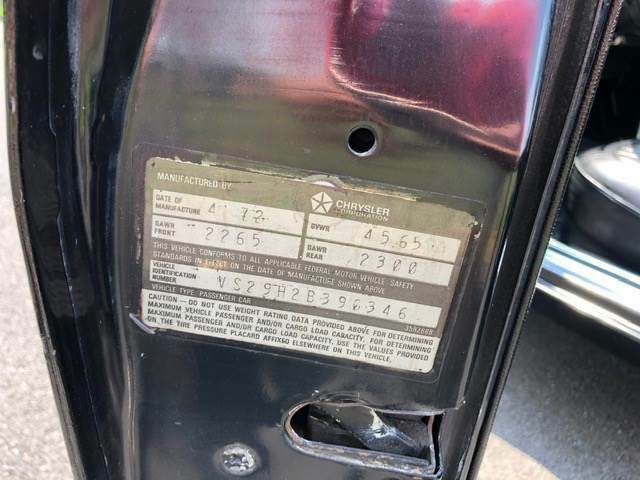 MANUFACTURED BY
CHRYSLER
CORPORATION
DATE OF
MANUFACTURE 4 72
GVWR 4565
GAWR
FRONT 2265
GAWR
REAR 2300
THIS VEHICLE CONFORMS TO ALL APPLICABLE FEDERAL MOTOR VEHICLE SAFETY
STANDARDS IN EFFECT ON THE DATE OF MANUFACTURE SHOWN ABOVE
VEHICLE
IDENTIFICATION
NUMBER VS29H2B396346
VEHICLE TYPE: PASSENGER CAR
3582688
CAUTION — DO NOT USE WEIGHT RATING DATA PROVIDED ABOVE FOR DETERMINING
MAXIMUM VEHICLE PASSENGER AND/OR CARGO LOAD CAPACITY. FOR DETERMINING
MAXIMUM PASSENGER AND/OR CARGO LOAD CAPACITY, USE THE VALUES PROVIDED
ON THE TIRE PRESSURE PLACARD AFFIXED ELSEWHERE ON THIS VEHICLE.